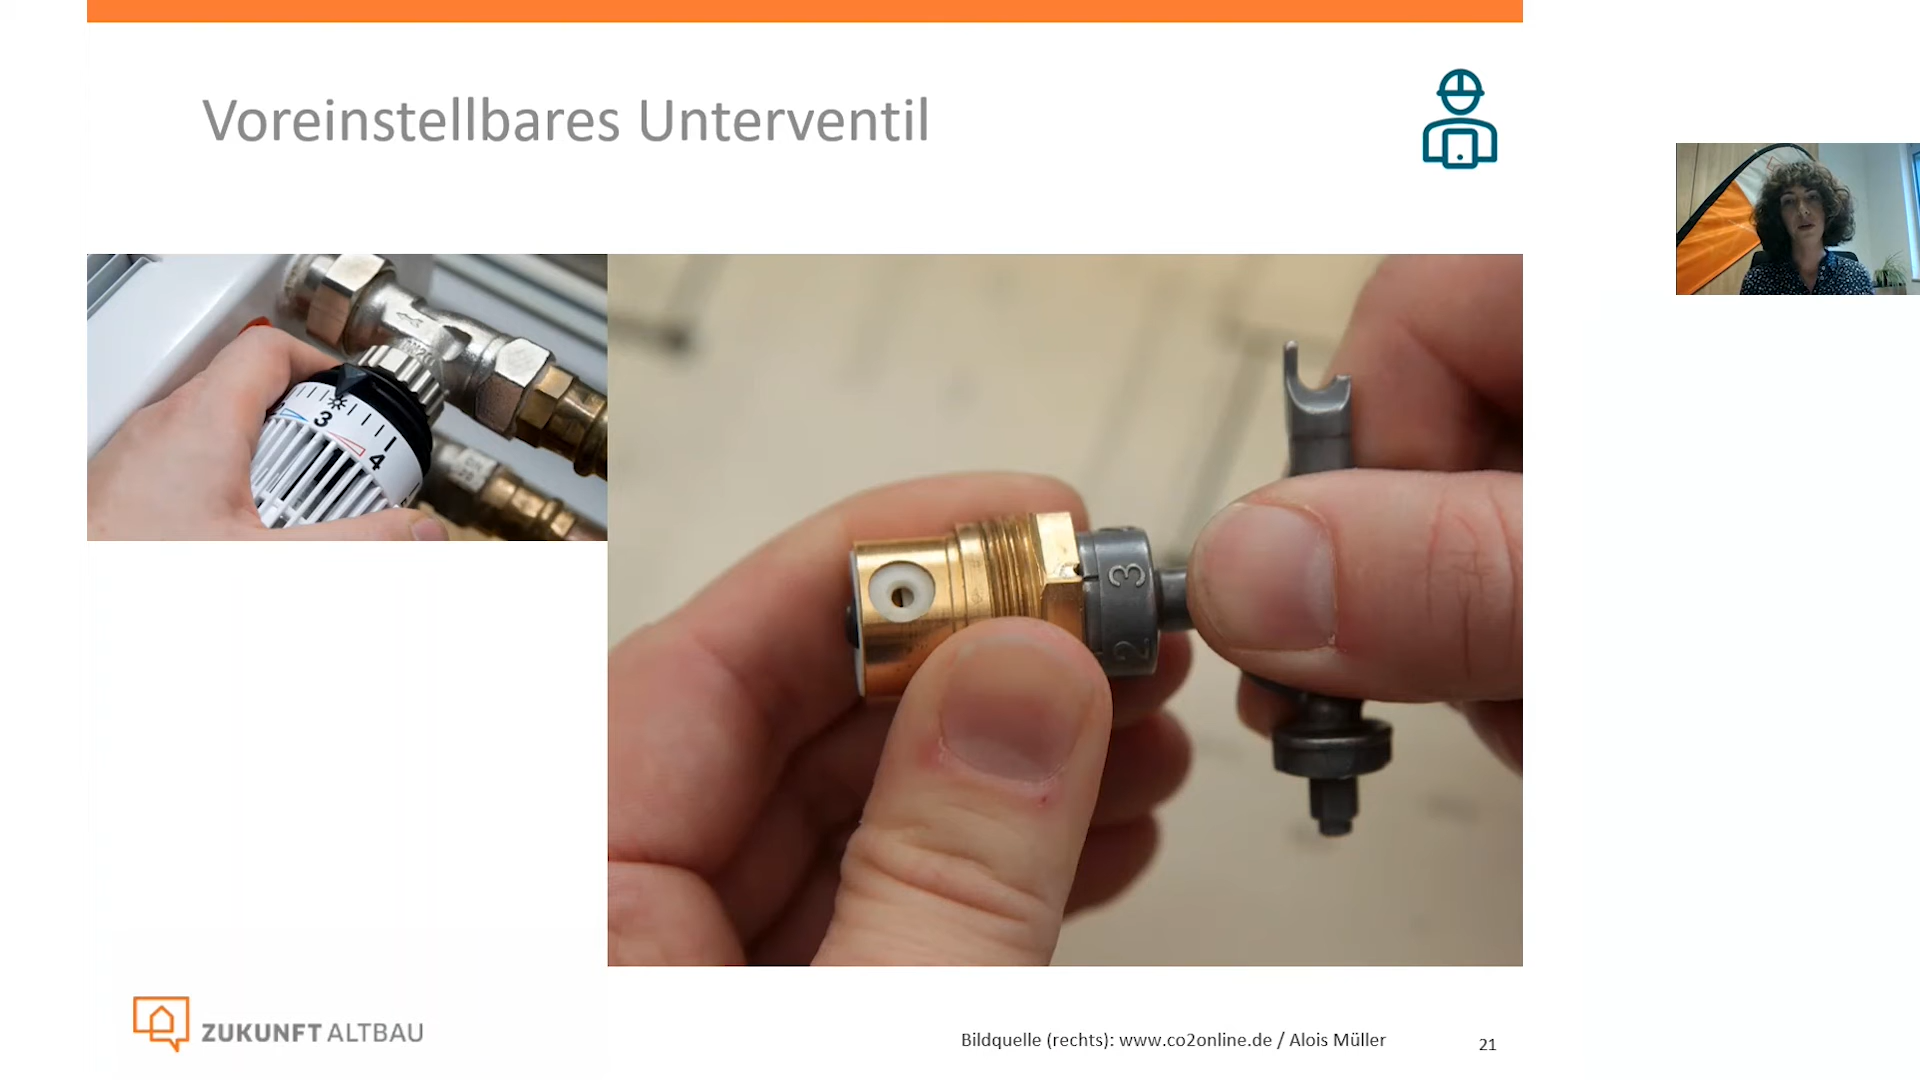 Voreinstellbares Unterventil
3
4
3
2
ZUKUNFT ALTBAU
Bildquelle (rechts): www.co2online.de / Alois Müller
21